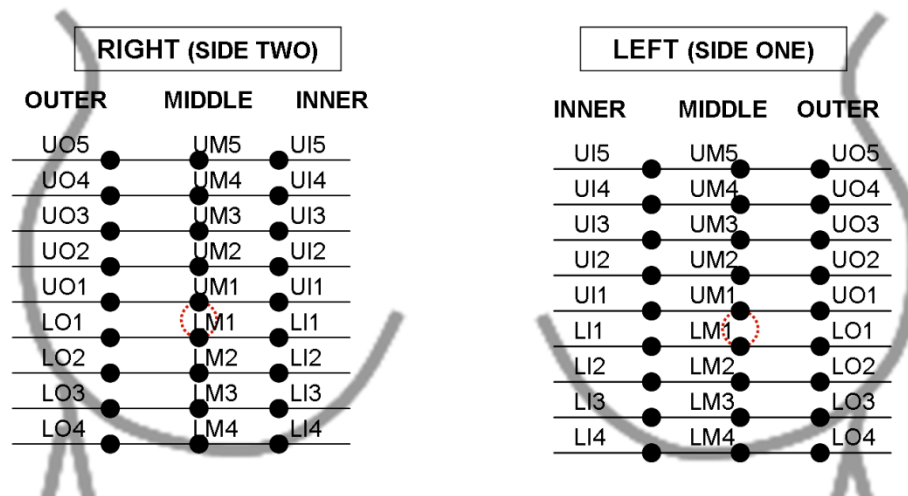 RIGHT (SIDE TWO)
OUTER MIDDLE INNER
UO5 UM5 UI5
UO4 UM4 UI4
UO3 UM3 UI3
UO2 UM2 UI2
UO1 UM1 UI1
LO1 LM1 LI1
LO2 LM2 LI2
LO3 LM3 LI3
LO4 LM4 LI4
LEFT (SIDE ONE)
INNER MIDDLE OUTER
UI5 UM5 UO5
UI4 UM4 UO4
UI3 UM3 UO3
UI2 UM2 UO2
UI1 UM1 UO1
LI1 LM1 LO1
LI2 LM2 LO2
LI3 LM3 LO3
LI4 LM4 LO4